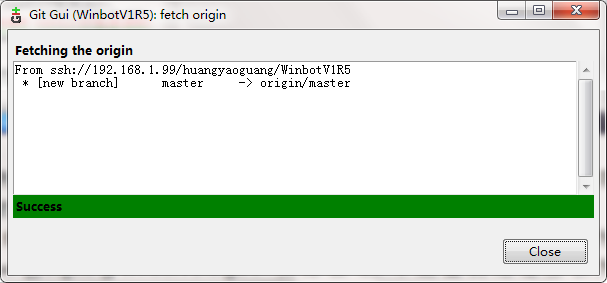 Git Gui (WinbotV1R5): fetch origin
Fetching the origin
From ssh://192.168.1.99/huangyaoguang/WinbotV1R5
* [new branch] master -> origin/master
Success
Close